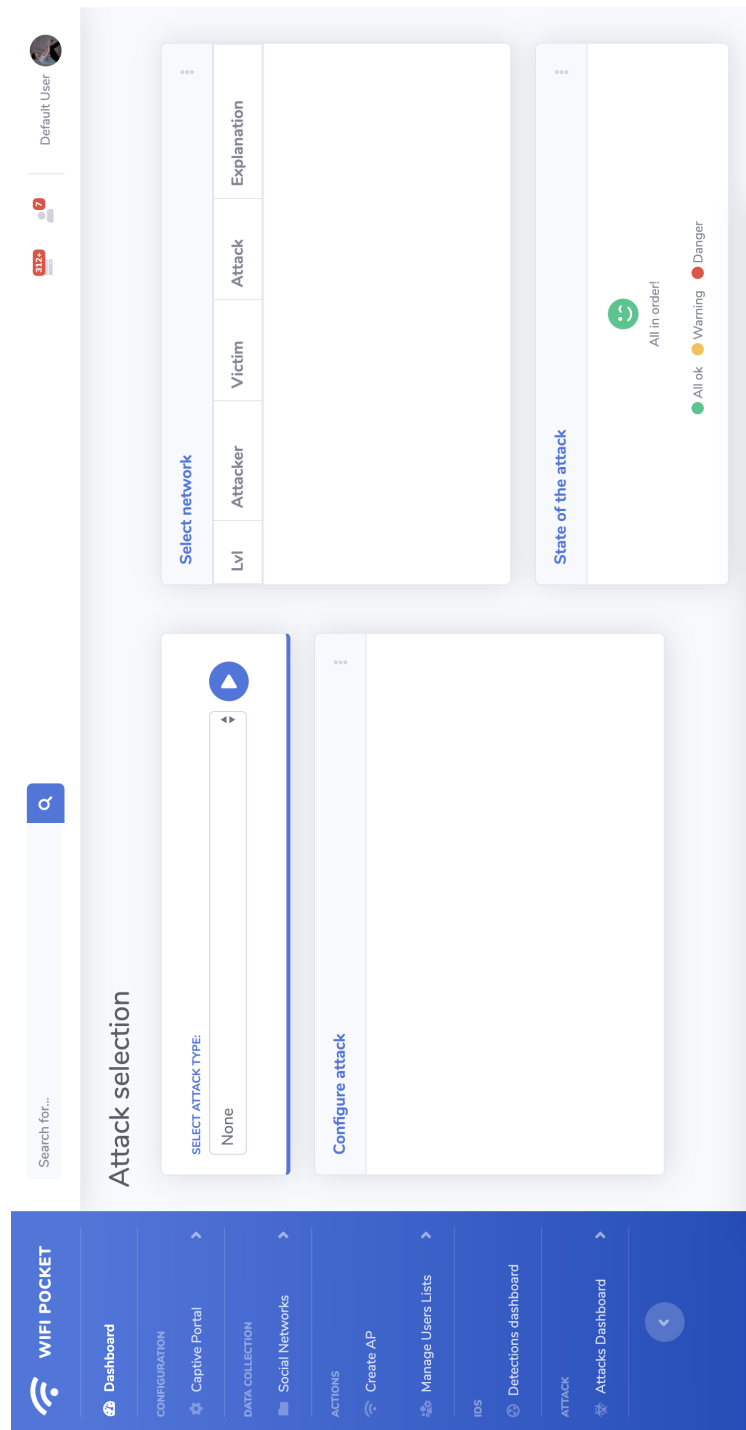 WIFI POCKET
Dashboard
CONFIGURATION
Captive Portal
DATA COLLECTION
Social Networks
ACTIONS
Create AP
Manage Users Lists
IDS
Detections dashboard
ATTACK
Attacks Dashboard
Search for...
312+
7
Default User
Attack selection
SELECT ATTACK TYPE:
None
Configure attack
Select network
Lvl Attacker Victim Attack Explanation
State of the attack
All in order!
All ok Warning Danger